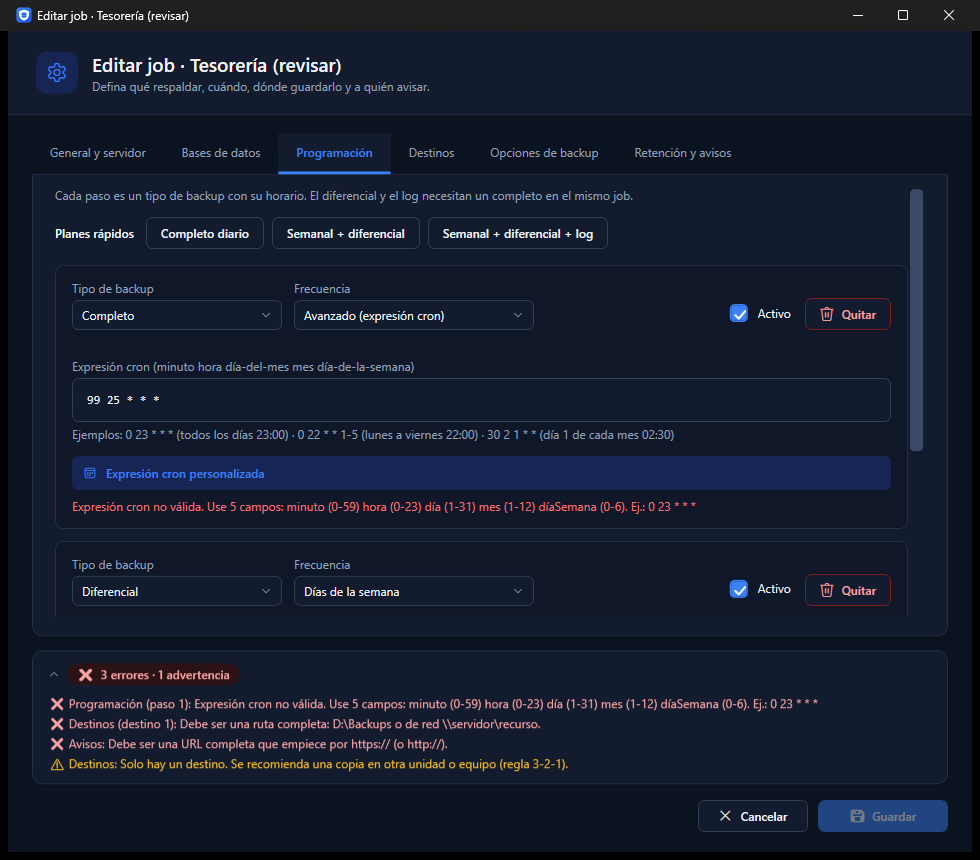 Editar job · Tesorería (revisar)
Editar job · Tesorería (revisar)
Defina qué respaldar, cuándo, dónde guardarlo y a quién avisar.
General y servidor
Bases de datos
Programación
Destinos
Opciones de backup
Retención y avisos
Cada paso es un tipo de backup con su horario. El diferencial y el log necesitan un completo en el mismo job.
Planes rápidos
Completo diario
Semanal + diferencial
Semanal + diferencial + log
Tipo de backup
Frecuencia
Completo
Avanzado (expresión cron)
Activo
Quitar
Expresión cron (minuto hora día-del-mes mes día-de-la-semana)
99 25 * * *
Ejemplos: 0 23 * * * (todos los días 23:00) · 0 22 * * 1-5 (lunes a viernes 22:00) · 30 2 1 * * (día 1 de cada mes 02:30)
Expresión cron personalizada
Expresión cron no válida. Use 5 campos: minuto (0-59) hora (0-23) día (1-31) mes (1-12) díaSemana (0-6). Ej.: 0 23 * * *
Tipo de backup
Frecuencia
Diferencial
Días de la semana
Activo
Quitar
3 errores · 1 advertencia
Programación (paso 1): Expresión cron no válida. Use 5 campos: minuto (0-59) hora (0-23) día (1-31) mes (1-12) díaSemana (0-6). Ej.: 0 23 * * *
Destinos (destino 1): Debe ser una ruta completa: D:\Backups o de red \\servidor\recurso.
Avisos: Debe ser una URL completa que empiece por https:// (o http://).
Destinos: Solo hay un destino. Se recomienda una copia en otra unidad o equipo (regla 3-2-1).
Cancelar
Guardar